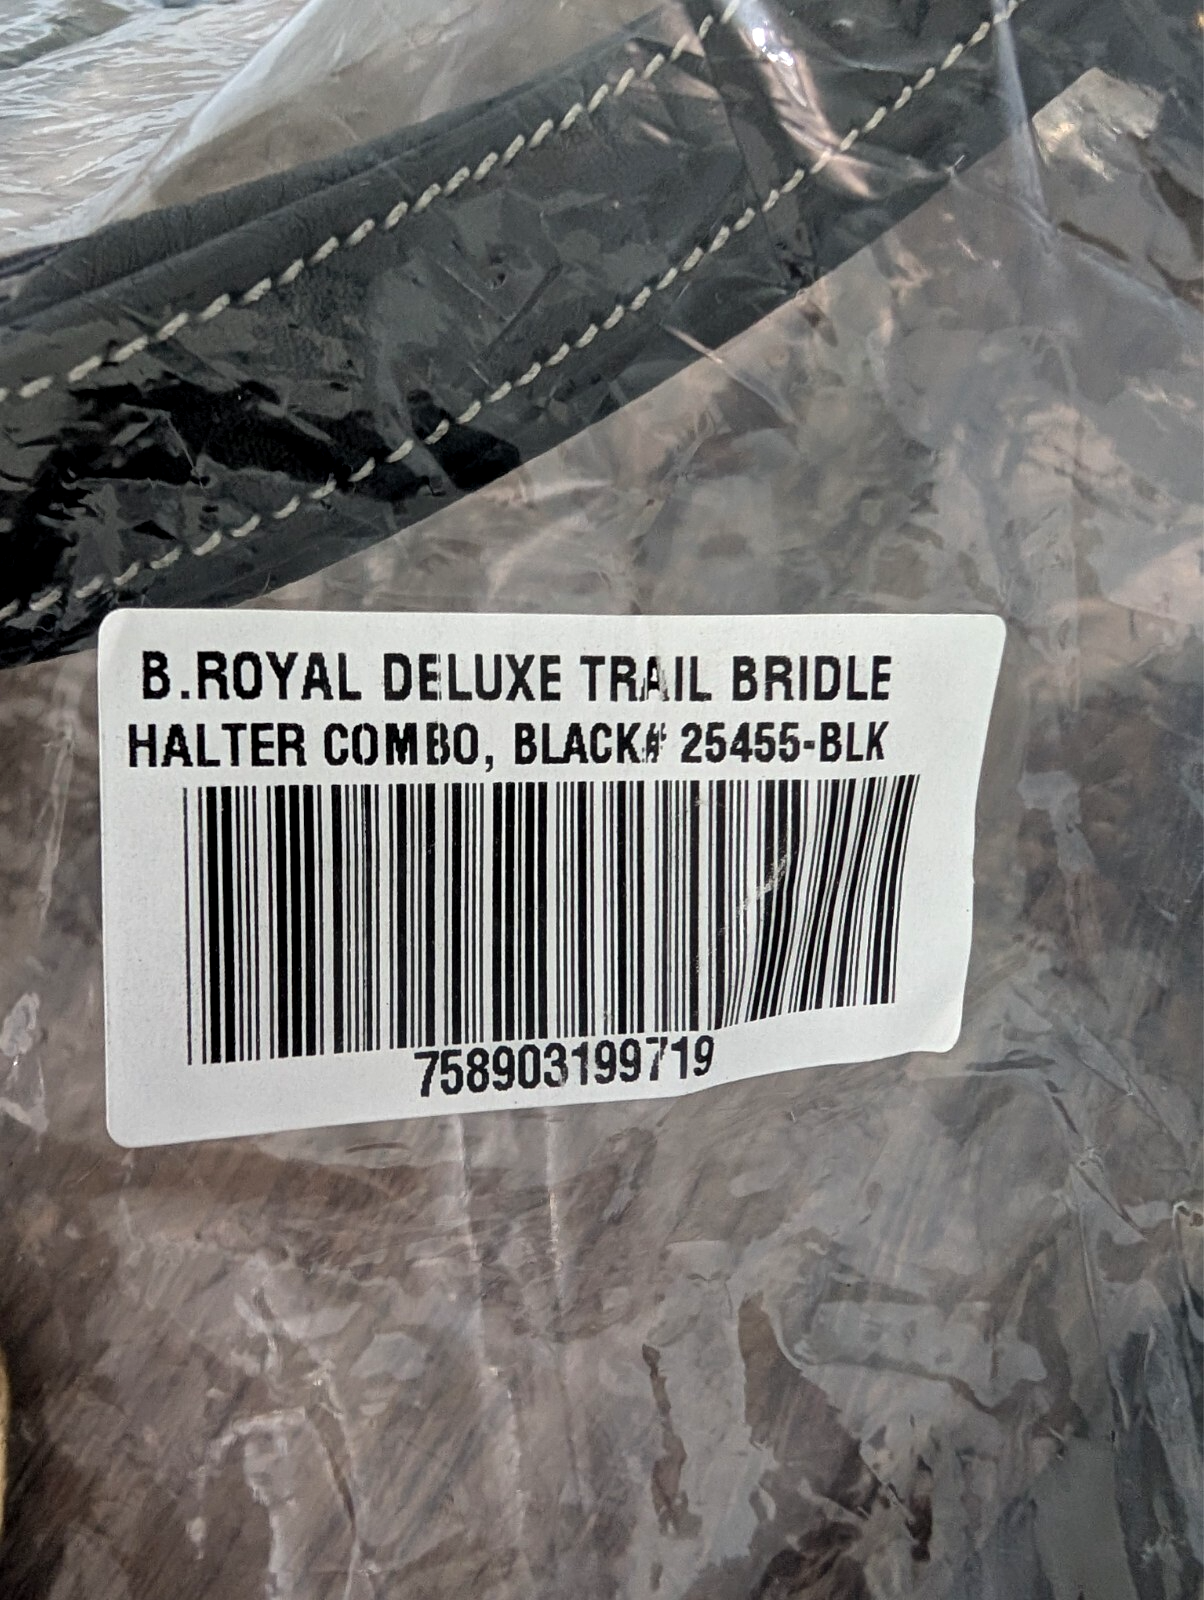 B.ROYAL DELUXE TRAIL BRIDLE
HALTER COMBO, BLACK# 25455-BLK
758903199719